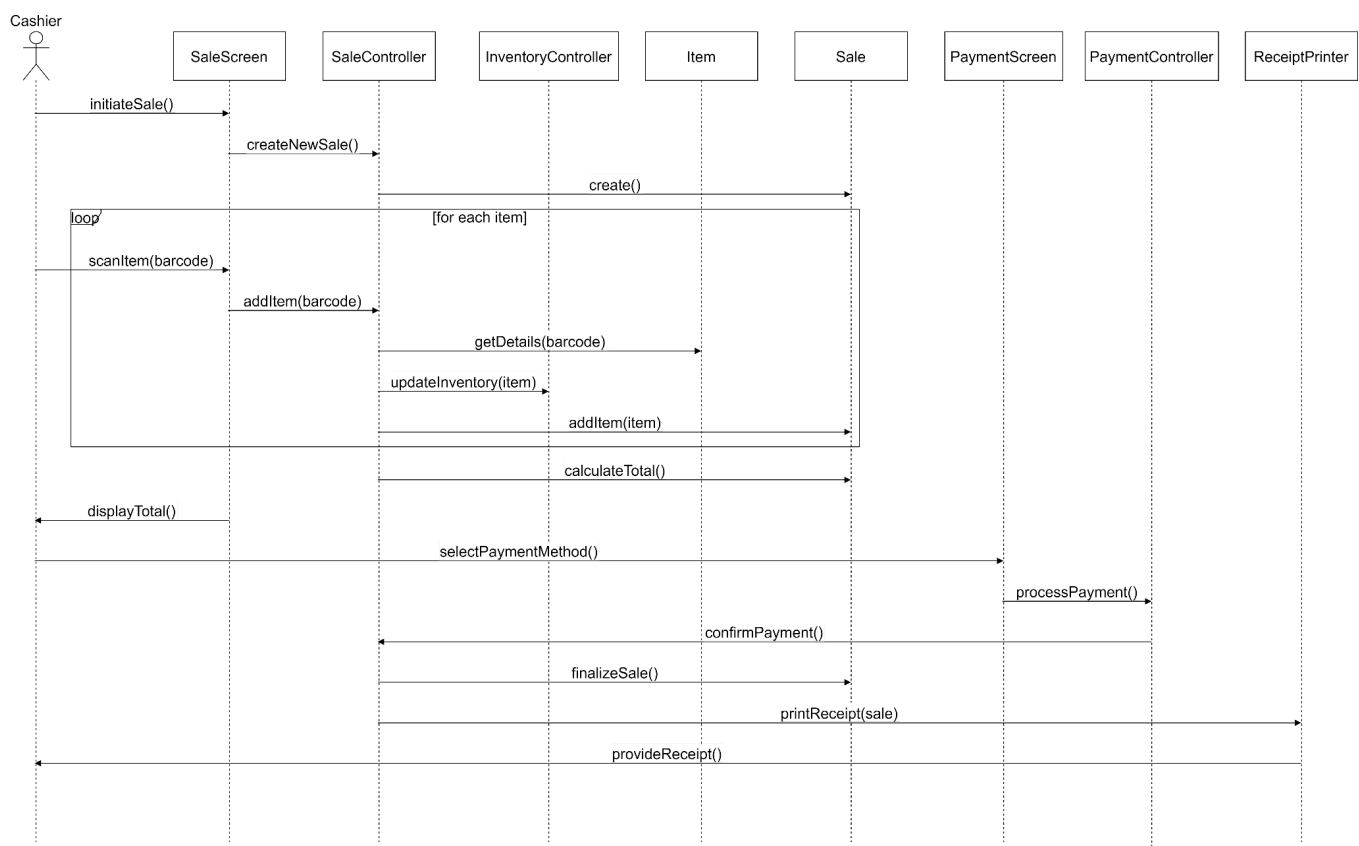 Cashier
SaleScreen
SaleController
InventoryController
Item
Sale
PaymentScreen
PaymentController
ReceiptPrinter
initiateSale()
createNewSale()
create()
loop
[for each item]
scanItem(barcode)
addItem(barcode)
getDetails(barcode)
updateInventory(item)
addItem(item)
calculateTotal()
displayTotal()
selectPaymentMethod()
processPayment()
confirmPayment()
finalizeSale()
printReceipt(sale)
provideReceipt()